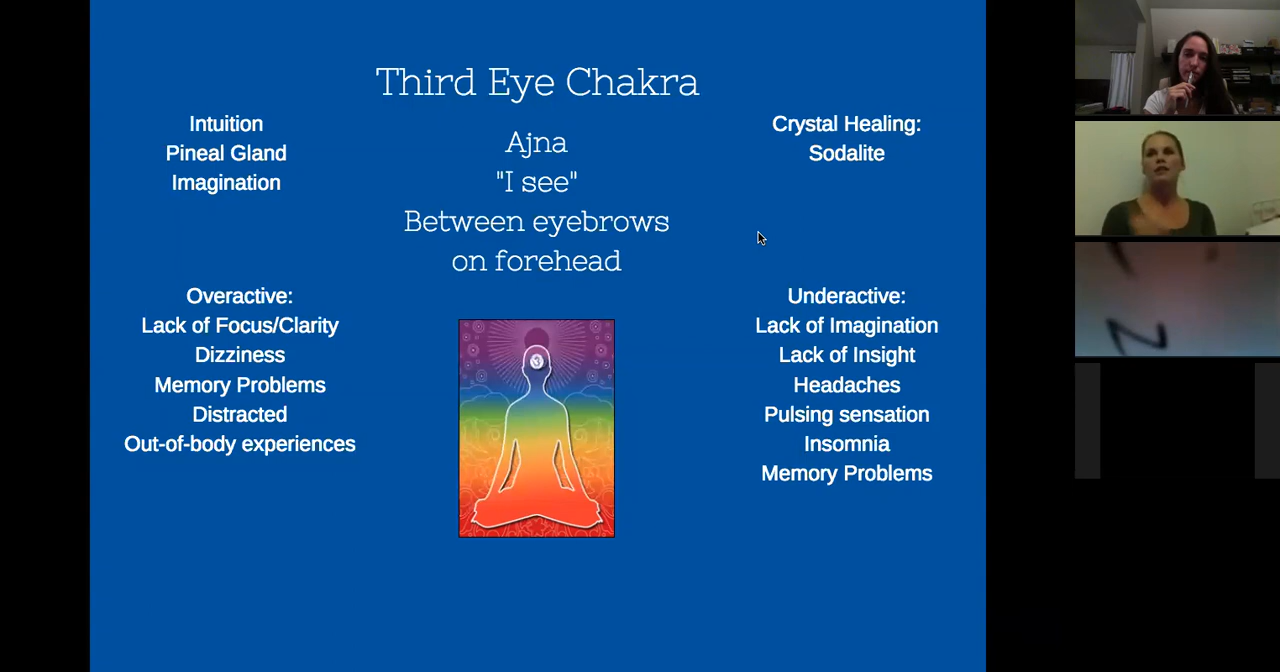 Third Eye Chakra
Ajna
"I see"
Between eyebrows
on forehead
Intuition
Pineal Gland
Imagination
Crystal Healing:
Sodalite
Overactive:
Lack of Focus/Clarity
Dizziness
Memory Problems
Distracted
Out-of-body experiences
Underactive:
Lack of Imagination
Lack of Insight
Headaches
Pulsing sensation
Insomnia
Memory Problems